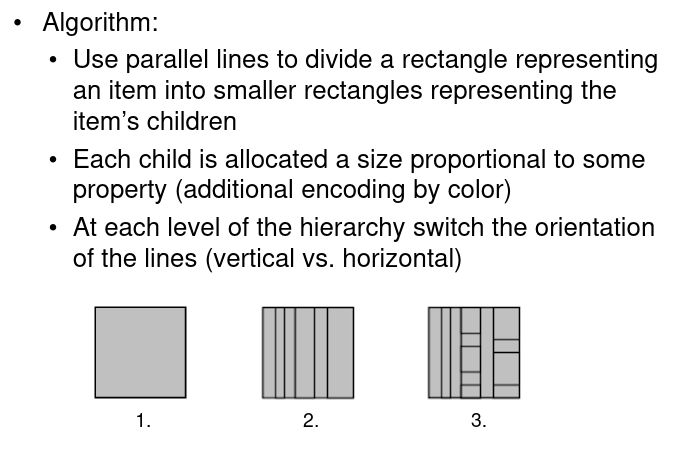 • Algorithm:
• Use parallel lines to divide a rectangle representing
an item into smaller rectangles representing the
item’s children
• Each child is allocated a size proportional to some
property (additional encoding by color)
• At each level of the hierarchy switch the orientation
of the lines (vertical vs. horizontal)
1. 2. 3.